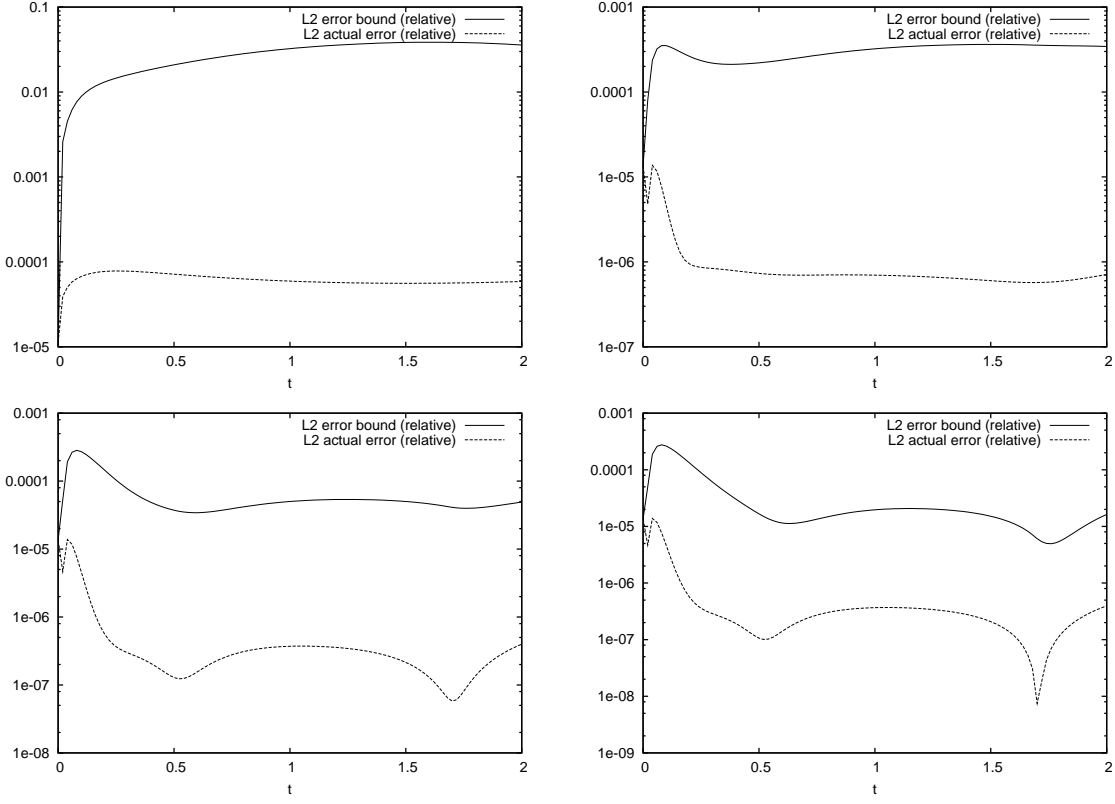 L2 error bound (relative)
L2 actual error (relative)
0.1
0.01
0.001
0.0001
1e-05
0
0.5
1
1.5
2
t
L2 error bound (relative)
L2 actual error (relative)
0.001
0.0001
1e-05
1e-06
1e-07
0
0.5
1
1.5
2
t
L2 error bound (relative)
L2 actual error (relative)
0.001
0.0001
1e-05
1e-06
1e-07
1e-08
0
0.5
1
1.5
2
t
L2 error bound (relative)
L2 actual error (relative)
0.001
0.0001
1e-05
1e-06
1e-07
1e-08
1e-09
0
0.5
1
1.5
2
t